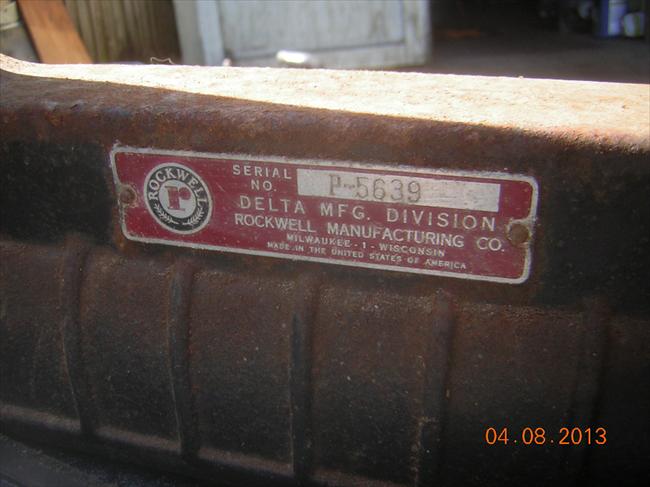 ROCKWELL
r
SERIAL
NO. P-5639
DELTA MFG. DIVISION
ROCKWELL MANUFACTURING CO.
MILWAUKEE - 1 - WISCONSIN
MADE IN THE UNITED STATES OF AMERICA
04.08.2013